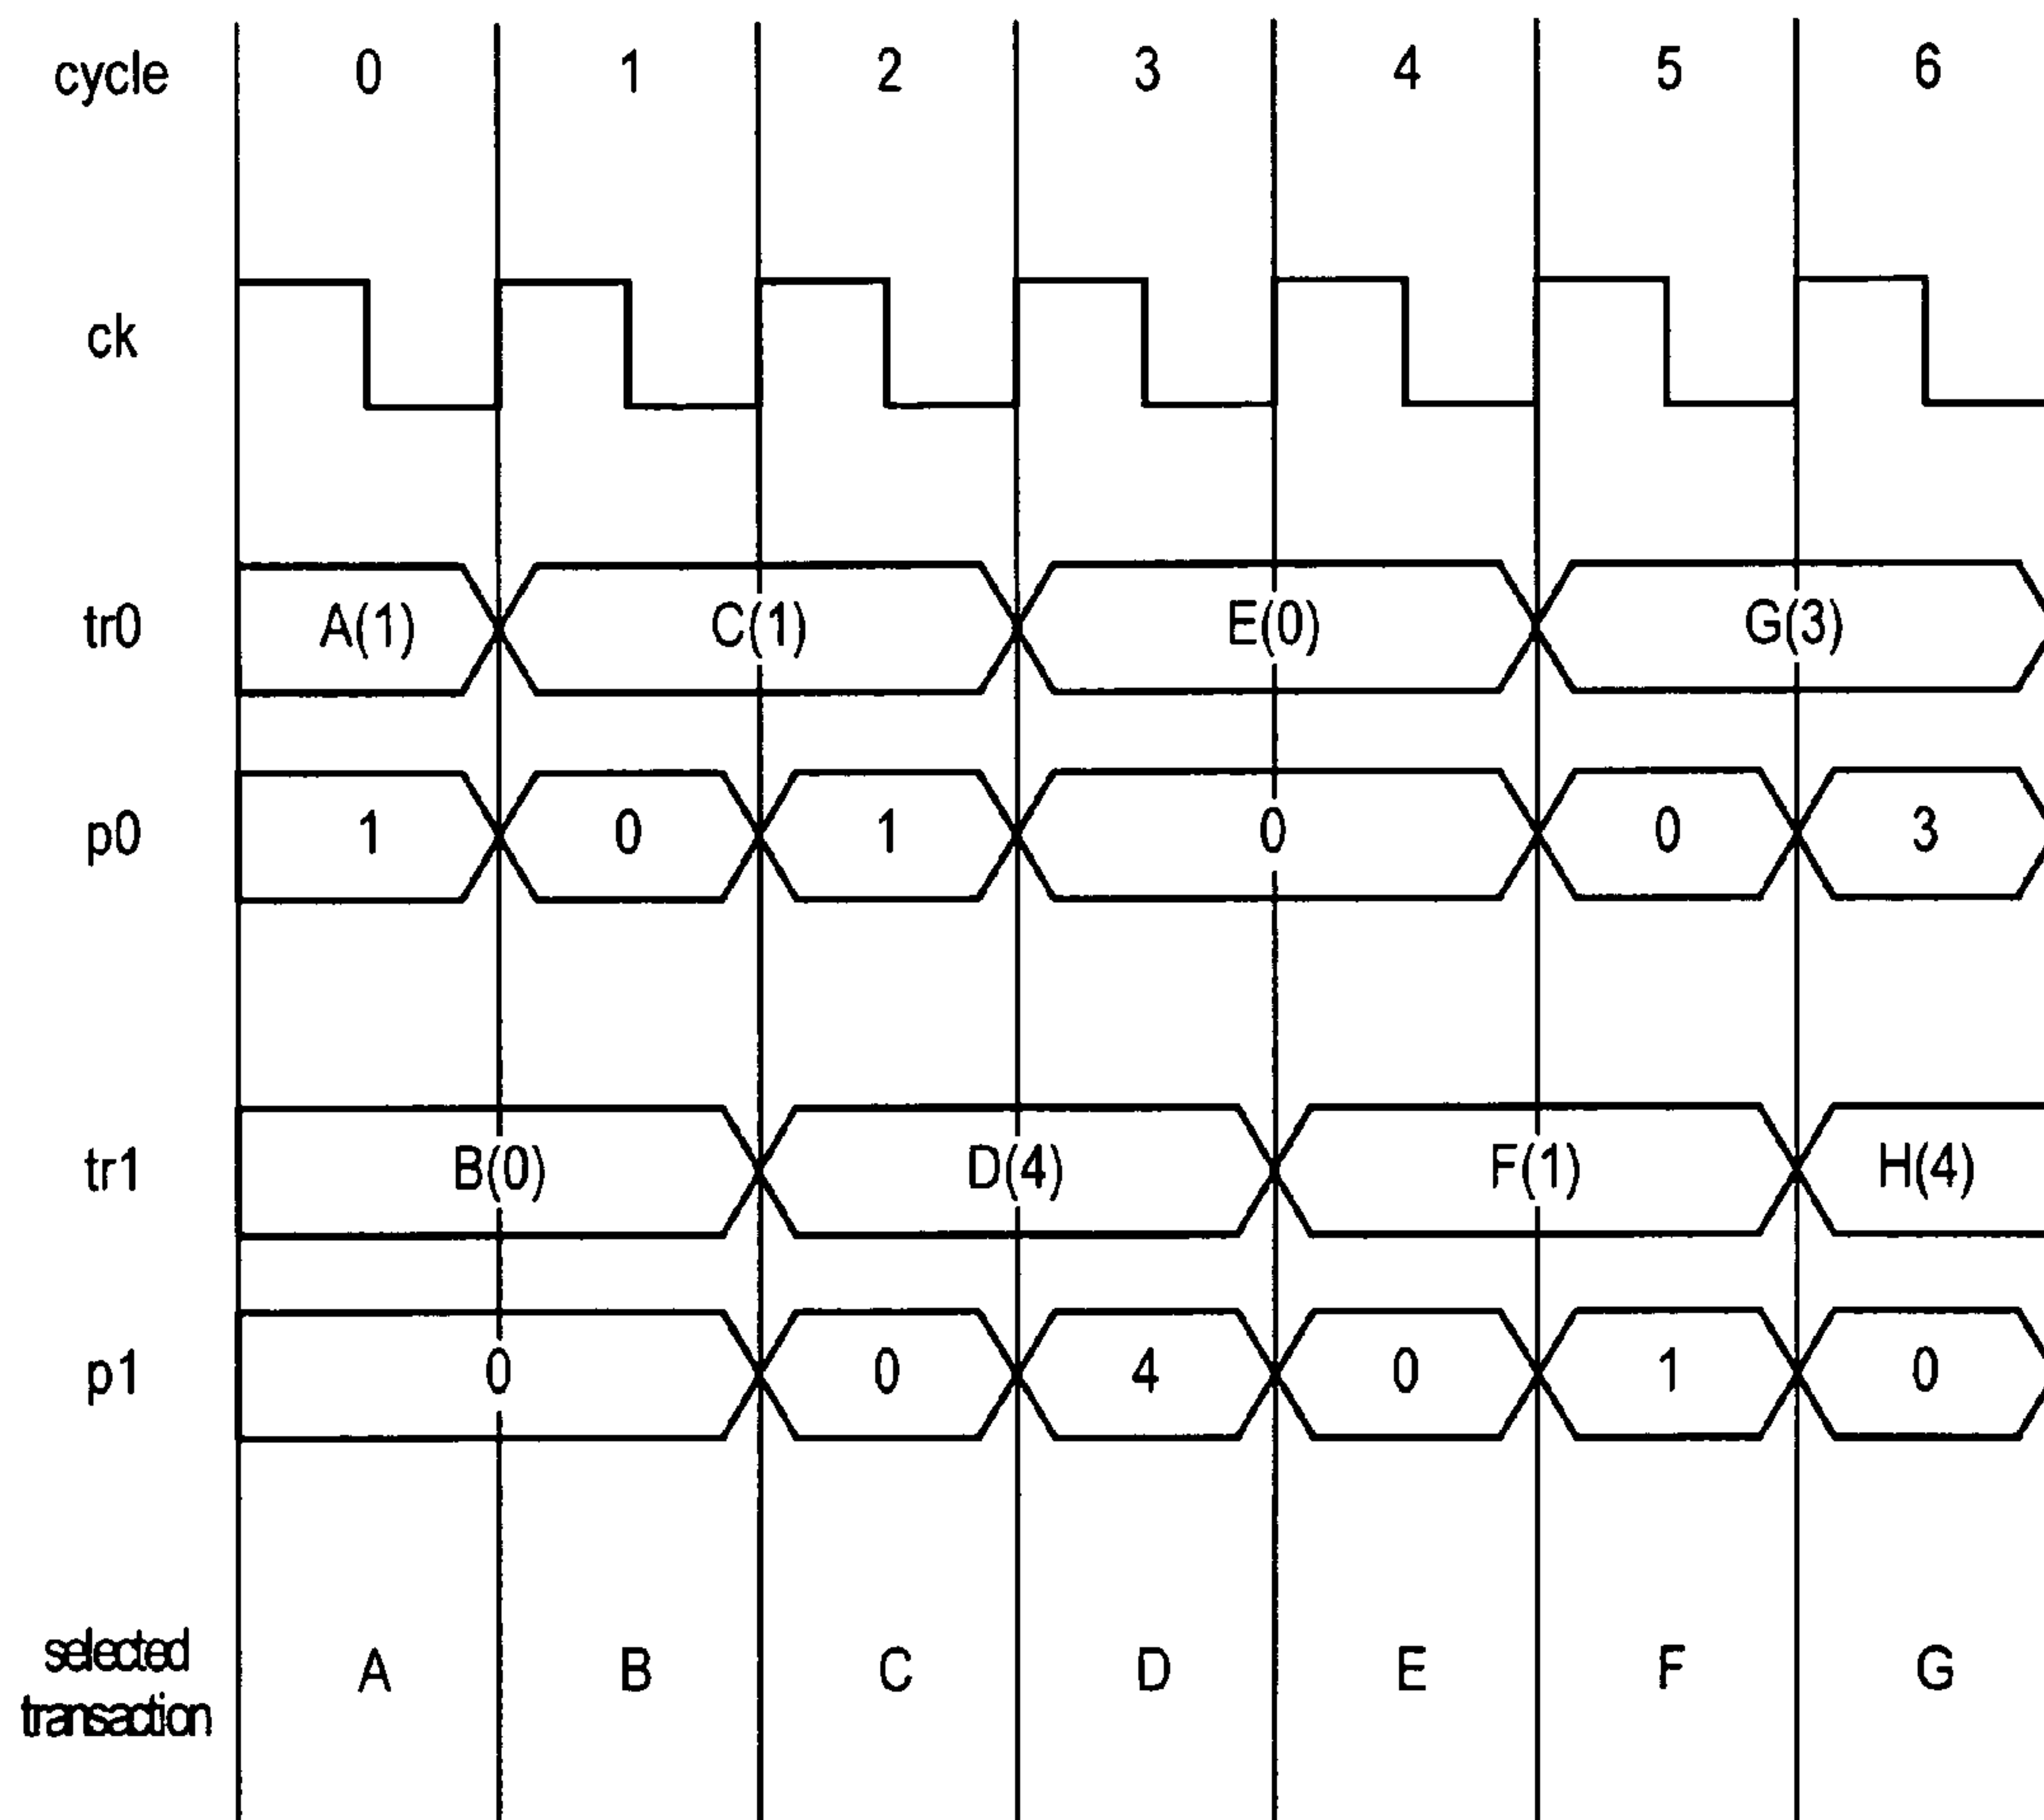 cycle 0 1 2 3 4 5 6
ck
tr0 A(1) C(1) E(0) G(3)
p0 1 0 1 0 0 3
tr1 B(0) D(4) F(1) H(4)
p1 0 0 4 0 1 0
selected
transaction A B C D E F G